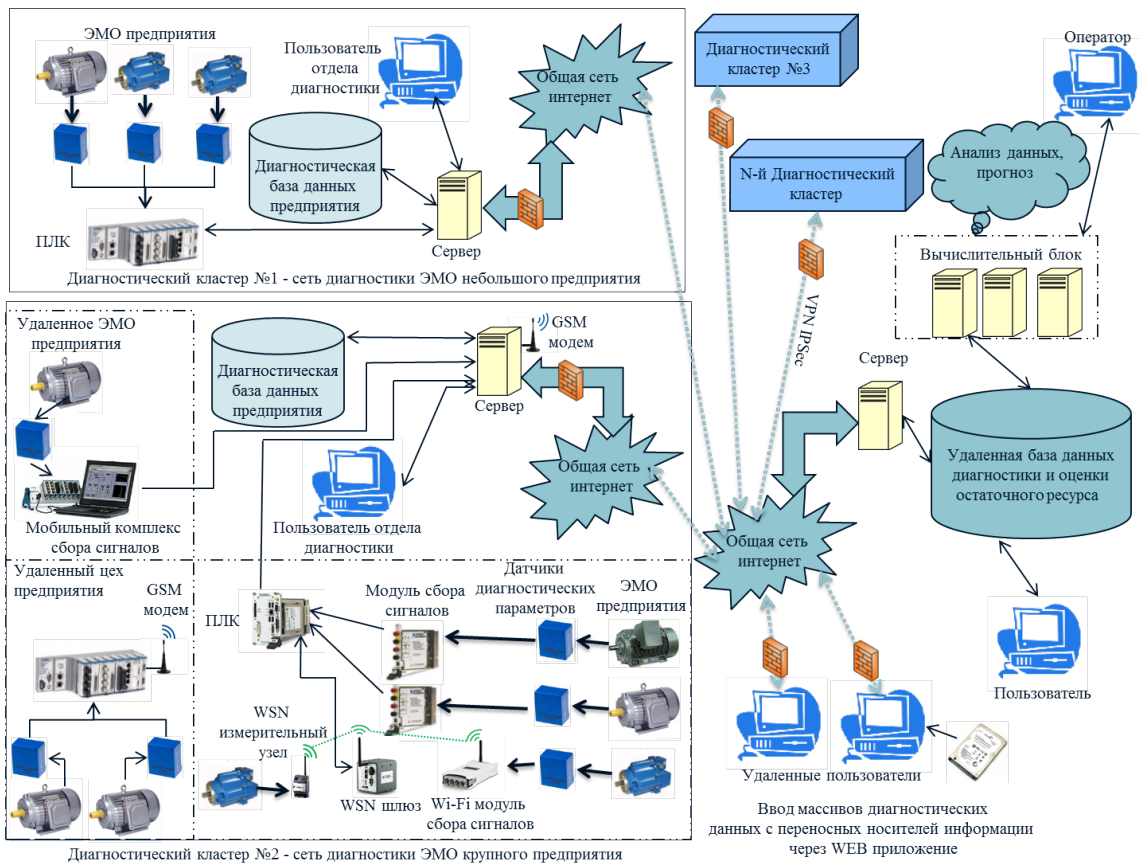 ЭМО предприятия
Пользователь
отдела
диагностики
Общая сеть
интернет
Диагностическая
база данных
предприятия
ПЛК
Сервер
Диагностический кластер №1 - сеть диагностики ЭМО небольшого предприятия
Диагностический
кластер №3
N-й Диагностический
кластер
VPN IPSec
Оператор
Анализ данных,
прогноз
Вычислительный блок
Сервер
Удаленная база данных
диагностики и оценки
остаточного ресурса
Пользователь
Общая сеть
интернет
Удаленные пользователи
Ввод массивов диагностических
данных с переносных носителей информации
через WEB приложение
Удаленное ЭМО
предприятия
Мобильный комплекс
сбора сигналов
Диагностическая
база данных
предприятия
GSM
модем
Сервер
Общая сеть
интернет
Пользователь отдела
диагностики
Удаленный цех
предприятия
GSM
модем
ПЛК
Модуль сбора
сигналов
Датчики
диагностических
параметров
ЭМО
предприятия
WSN
измерительный
узел
WSN шлюз
Wi-Fi модуль
сбора сигналов
Диагностический кластер №2 - сеть диагностики ЭМО крупного предприятия